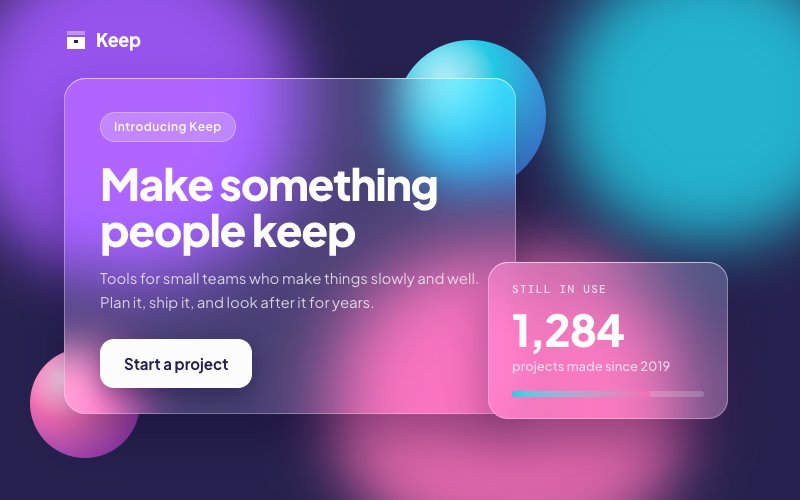 Keep
Introducing Keep
Make something
people keep
Tools for small teams who make things slowly and well.
Plan it, ship it, and look after it for years.
Start a project
STILL IN USE
1,284
projects made since 2019